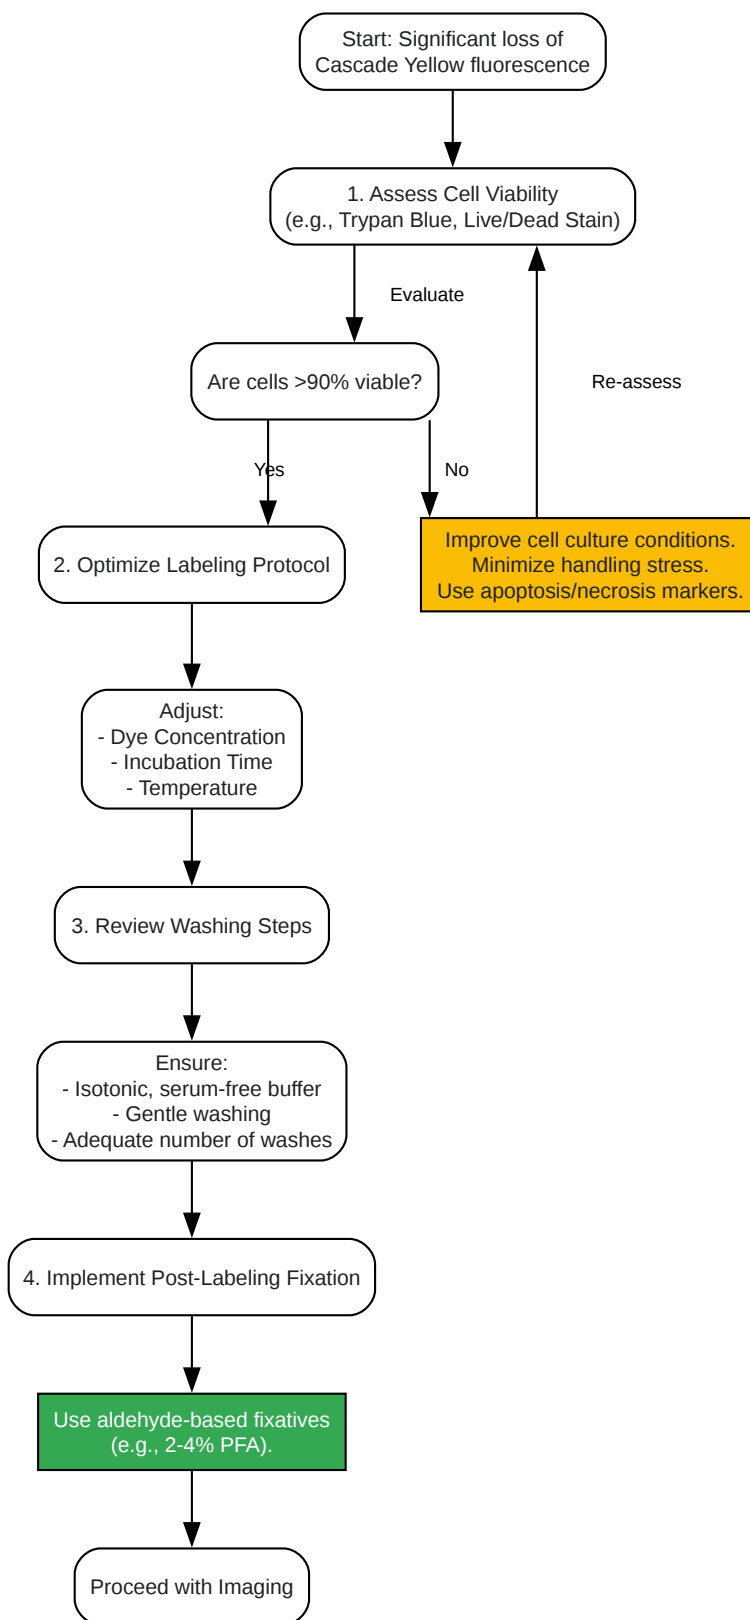 Start: Significant loss of
Cascade Yellow fluorescence
1. Assess Cell Viability
(e.g., Trypan Blue, Live/Dead Stain)
Evaluate
Are cells >90% viable?
Re-assess
Yes
No
2. Optimize Labeling Protocol
Improve cell culture conditions.
Minimize handling stress.
Use apoptosis/necrosis markers.
Adjust:
- Dye Concentration
- Incubation Time
- Temperature
3. Review Washing Steps
Ensure:
- Isotonic, serum-free buffer
- Gentle washing
- Adequate number of washes
4. Implement Post-Labeling Fixation
Use aldehyde-based fixatives
(e.g., 2-4% PFA).
Proceed with Imaging